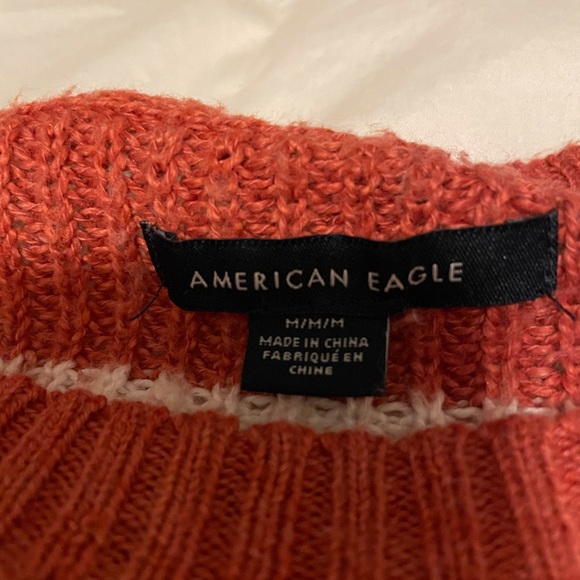 AMERICAN EAGLE
M/M/M
MADE IN CHINA
FABRIQUÉ EN
CHINE